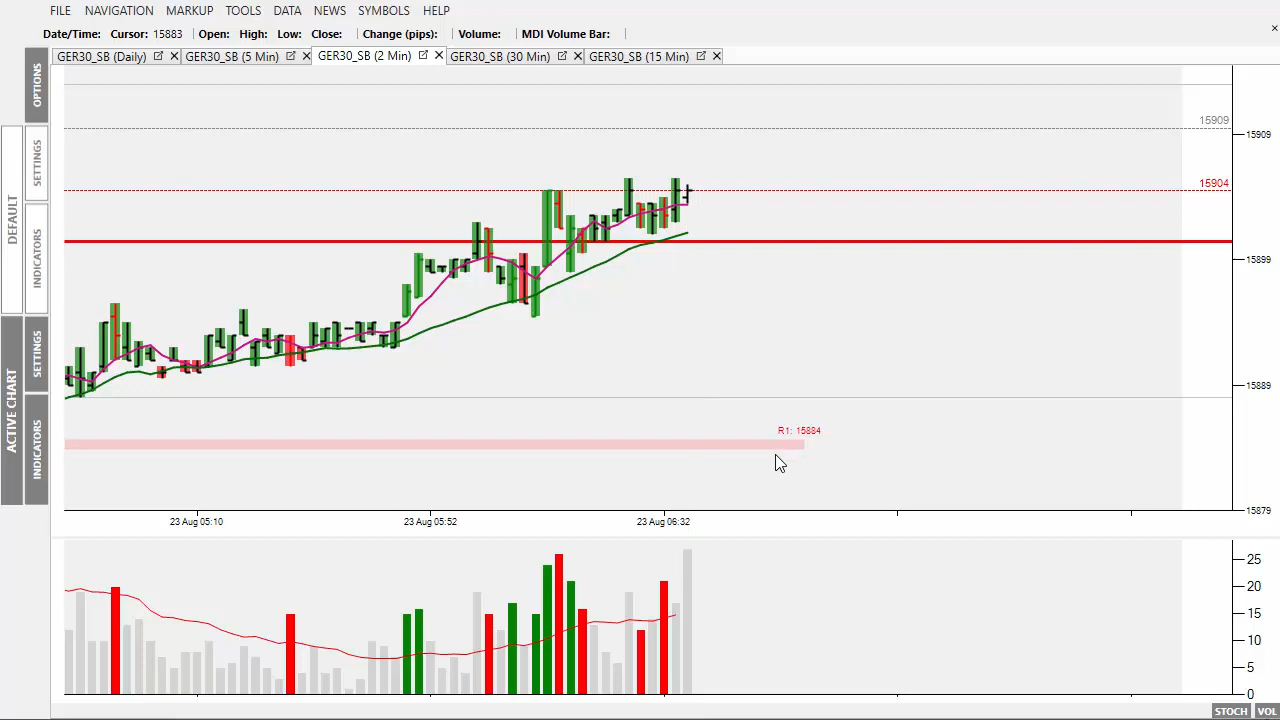 FILE NAVIGATION MARKUP TOOLS DATA NEWS SYMBOLS HELP
Date/Time: Cursor: 15883 Open: High: Low: Close: Change (pips): Volume: MDI Volume Bar:
GER30_SB (Daily) GER30_SB (5 Min) GER30_SB (2 Min) GER30_SB (30 Min) GER30_SB (15 Min)
OPTIONS
DEFAULT
SETTINGS
INDICATORS
ACTIVE CHART
SETTINGS
INDICATORS
15909
15909
15904
15899
15889
R1: 15884
15879
23 Aug 05:10 23 Aug 05:52 23 Aug 06:32
25
20
15
10
5
0
STOCH VOL